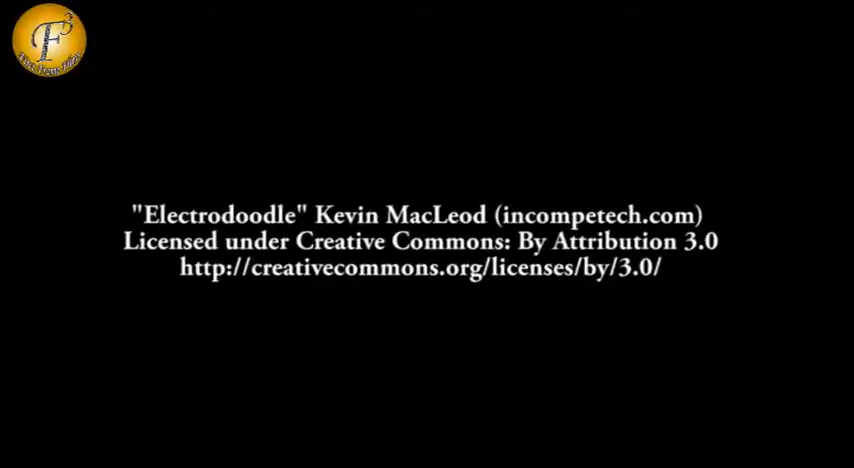 F3
"Electrodoodle" Kevin MacLeod (incompetech.com)
Licensed under Creative Commons: By Attribution 3.0
http://creativecommons.org/licenses/by/3.0/